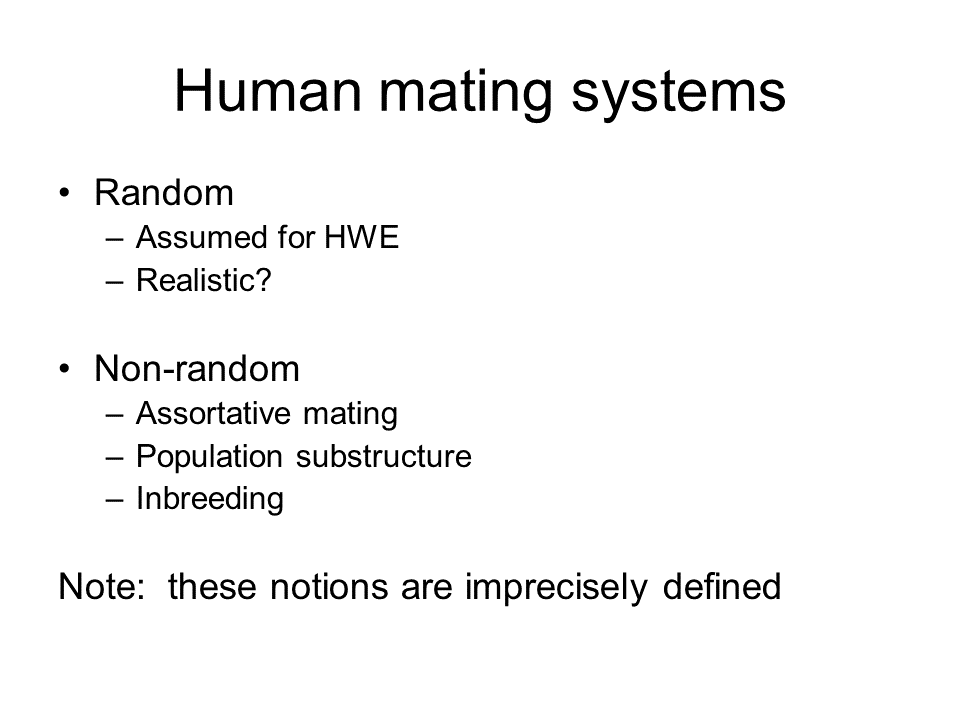 Human mating systems
• Random
– Assumed for HWE
– Realistic?
• Non-random
– Assortative mating
– Population substructure
– Inbreeding
Note:  these notions are imprecisely defined